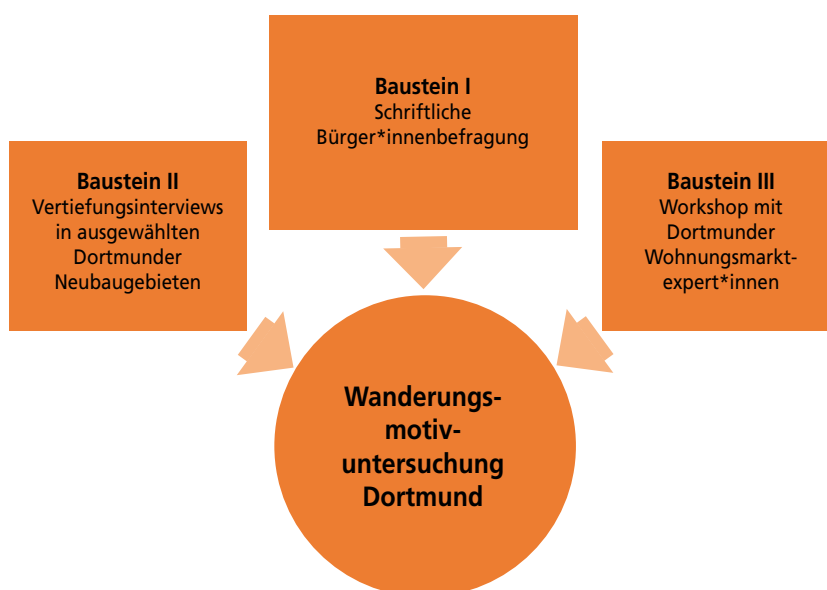 Baustein I
Schriftliche
Bürger*innenbefragung
Baustein II
Vertiefungsinterviews
in ausgewählten
Dortmunder
Neubaugebieten
Baustein III
Workshop mit
Dortmunder
Wohnungsmarkt-
expert*innen
Wanderungs-
motiv-
untersuchung
Dortmund